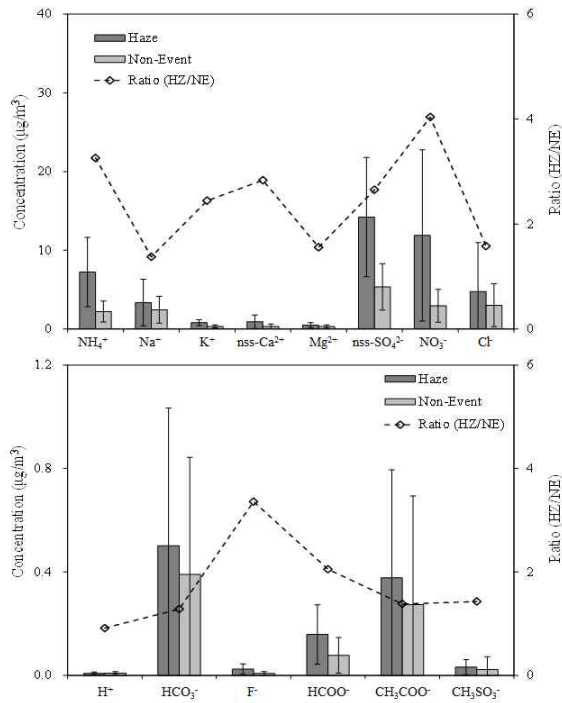 40
30
20
10
0
6
4
2
0
Concentration (µg/m³)
Ratio (HZ/NE)
Haze
Non-Event
Ratio (HZ/NE)
NH₄⁺ Na⁺ K⁺ nss-Ca²⁺ Mg²⁺ nss-SO₄²⁻ NO₃⁻ Cl⁻
1.2
0.8
0.4
0.0
6
4
2
0
Concentration (µg/m³)
Ratio (HZ/NE)
Haze
Non-Event
Ratio (HZ/NE)
H⁺ HCO₃⁻ F⁻ HCOO⁻ CH₃COO⁻ CH₃SO₃⁻